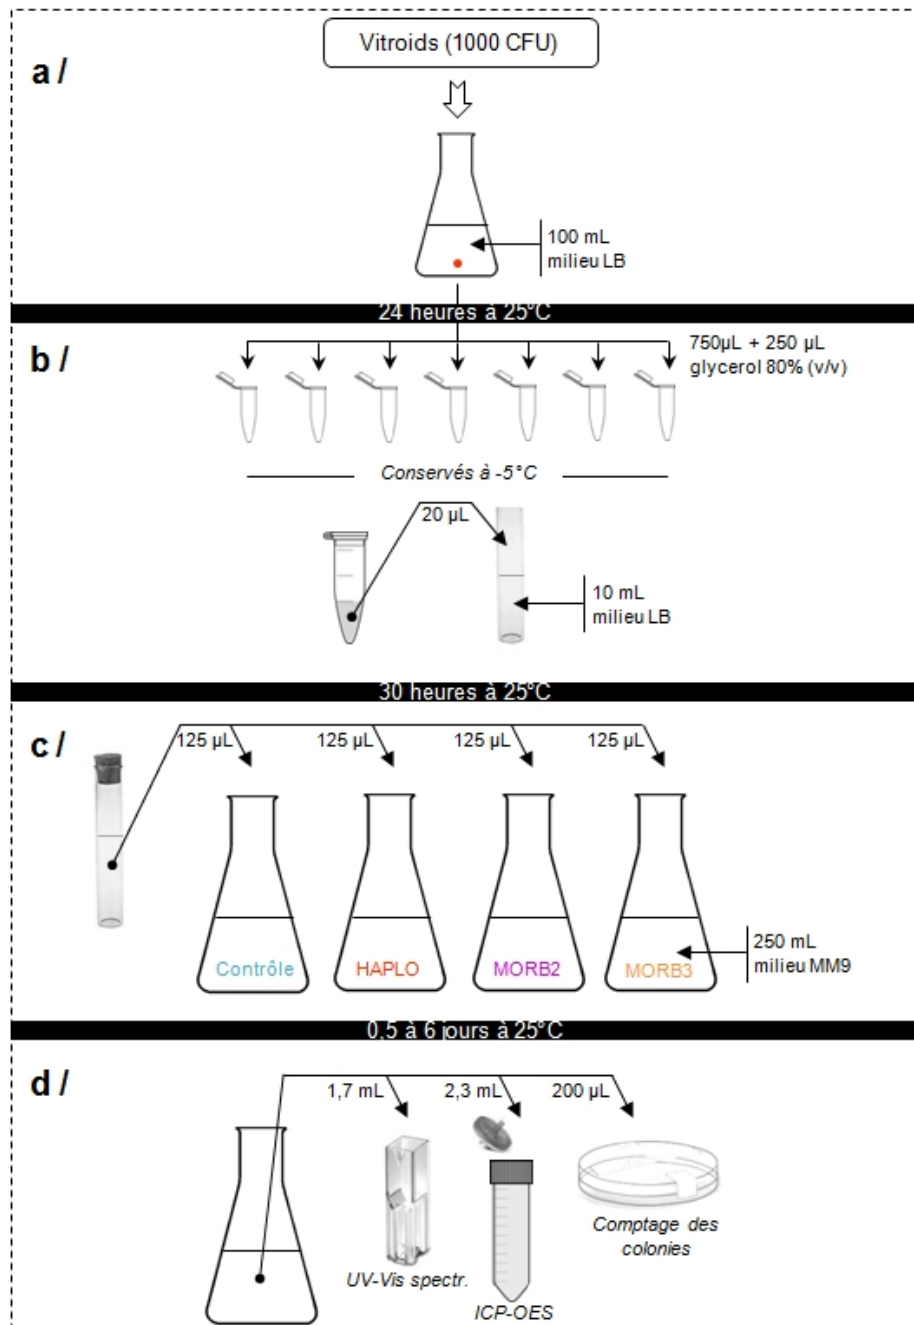 Vitroids (1000 CFU)
a /
100 mL
milieu LB
24 heures à 25°C
b /
750µL + 250 µL
glycerol 80% (v/v)
Conservés à -5°C
20 µL
10 mL
milieu LB
30 heures à 25°C
c /
125 µL 125 µL 125 µL 125 µL
250 mL
milieu MM9
Contrôle HAPLO MORB2 MORB3
0,5 à 6 jours à 25°C
d /
1,7 mL 2,3 mL 200 µL
Comptage des
colonies
UV-Vis spectr.
ICP-OES